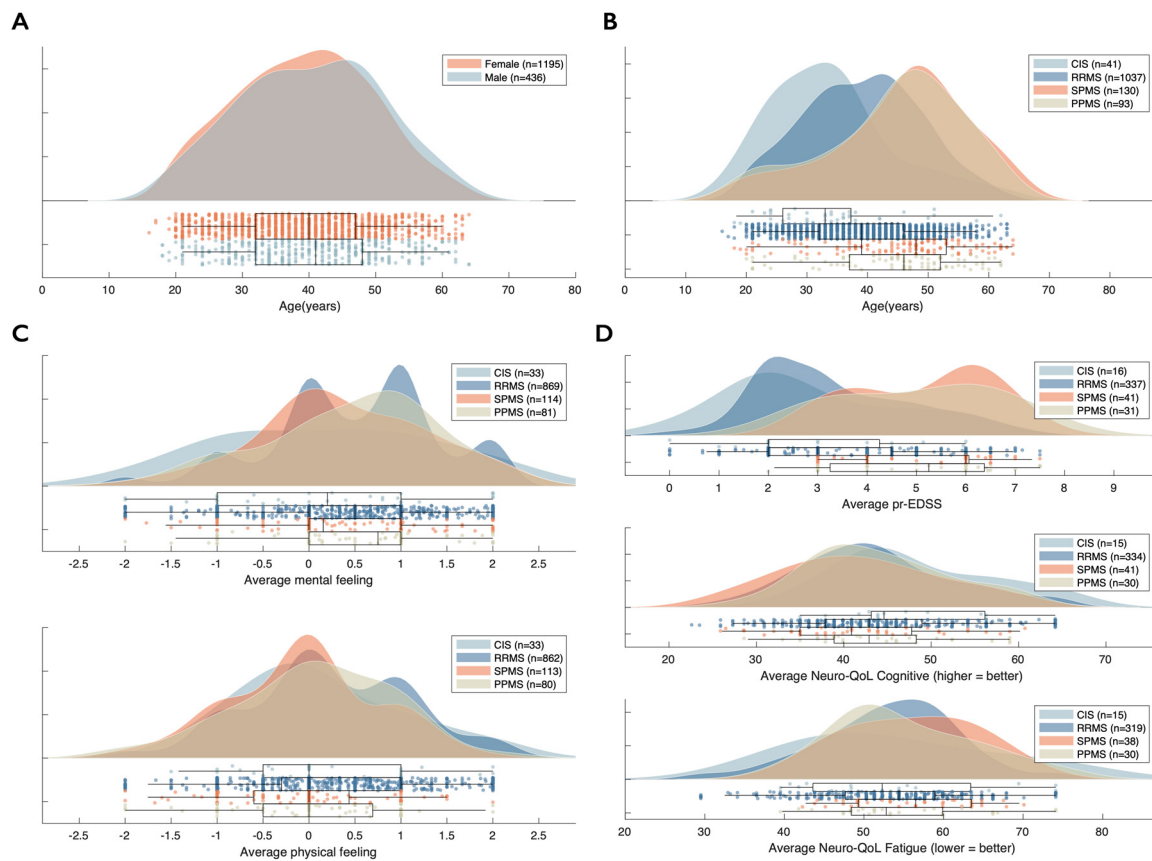 A
Female (n=1195)
Male (n=436)
0 10 20 30 40 50 60 70 80
Age(years)
B
CIS (n=41)
RRMS (n=1037)
SPMS (n=130)
PPMS (n=93)
0 10 20 30 40 50 60 70 80
Age(years)
C
CIS (n=33)
RRMS (n=869)
SPMS (n=114)
PPMS (n=81)
-2.5 -2 -1.5 -1 -0.5 0 0.5 1 1.5 2 2.5
Average mental feeling
CIS (n=33)
RRMS (n=862)
SPMS (n=113)
PPMS (n=80)
-2.5 -2 -1.5 -1 -0.5 0 0.5 1 1.5 2 2.5
Average physical feeling
D
CIS (n=16)
RRMS (n=337)
SPMS (n=41)
PPMS (n=31)
0 1 2 3 4 5 6 7 8 9
Average pr-EDSS
CIS (n=15)
RRMS (n=334)
SPMS (n=41)
PPMS (n=30)
20 30 40 50 60 70
Average Neuro-QoL Cognitive (higher = better)
CIS (n=15)
RRMS (n=319)
SPMS (n=38)
PPMS (n=30)
20 30 40 50 60 70 80
Average Neuro-QoL Fatigue (lower = better)